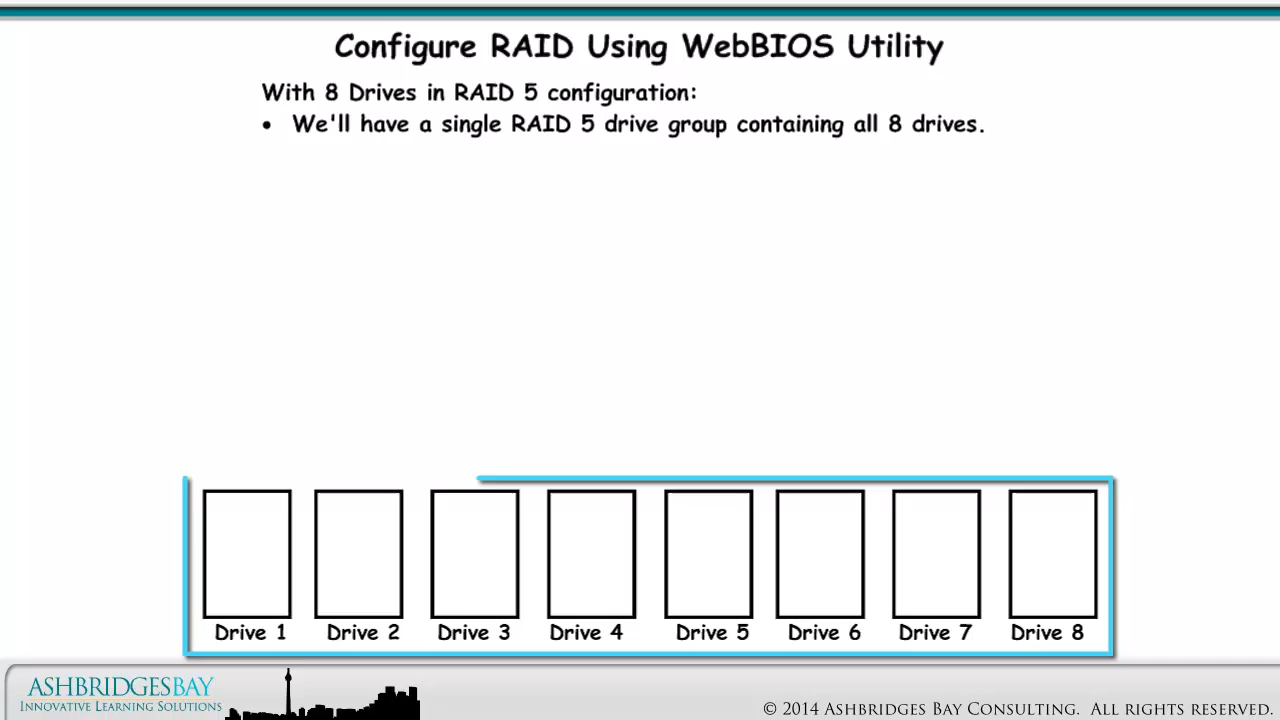 Configure RAID Using WebBIOS Utility
With 8 Drives in RAID 5 configuration:
• We'll have a single RAID 5 drive group containing all 8 drives.
Drive 1 Drive 2 Drive 3 Drive 4 Drive 5 Drive 6 Drive 7 Drive 8
ASHBRIDGESBAY
INNOVATIVE LEARNING SOLUTIONS
© 2014 ASHBRIDGES BAY CONSULTING. ALL RIGHTS RESERVED.